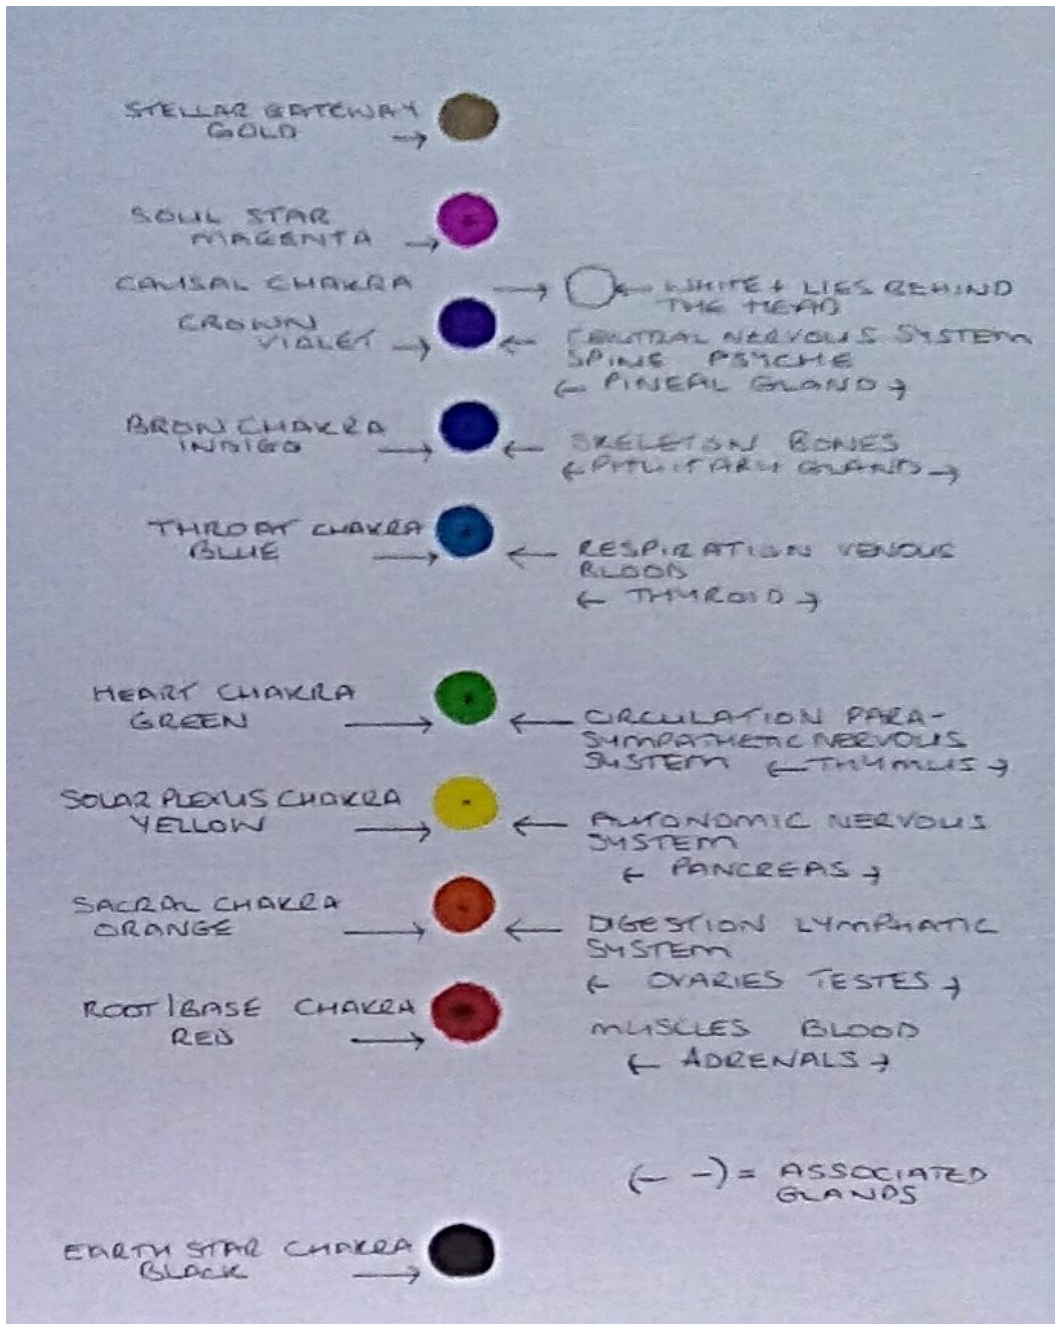 STELLAR GATEWAY
GOLD →
SOUL STAR
MAGENTA →
CAUSAL CHAKRA → ← WHITE + LIES BEHIND
THE HEAD
CROWN
VIOLET → ← CENTRAL NERVOUS SYSTEM
SPINE PSYCHE
← PINEAL GLAND →
BROW CHAKRA
INDIGO → ← SKELETON BONES
← PITUITARY GLAND →
THROAT CHAKRA
BLUE → ← RESPIRATION VENOUS
BLOOD
← THYROID →
HEART CHAKRA
GREEN → ← CIRCULATION PARA-
SYMPATHETIC NERVOUS
SYSTEM ← THYMUS →
SOLAR PLEXUS CHAKRA
YELLOW → ← AUTONOMIC NERVOUS
SYSTEM
← PANCREAS →
SACRAL CHAKRA
ORANGE → ← DIGESTION LYMPHATIC
SYSTEM
← OVARIES TESTES →
ROOT/BASE CHAKRA
RED → MUSCLES BLOOD
← ADRENALS →
(← →) = ASSOCIATED
GLANDS
EARTH STAR CHAKRA
BLACK →